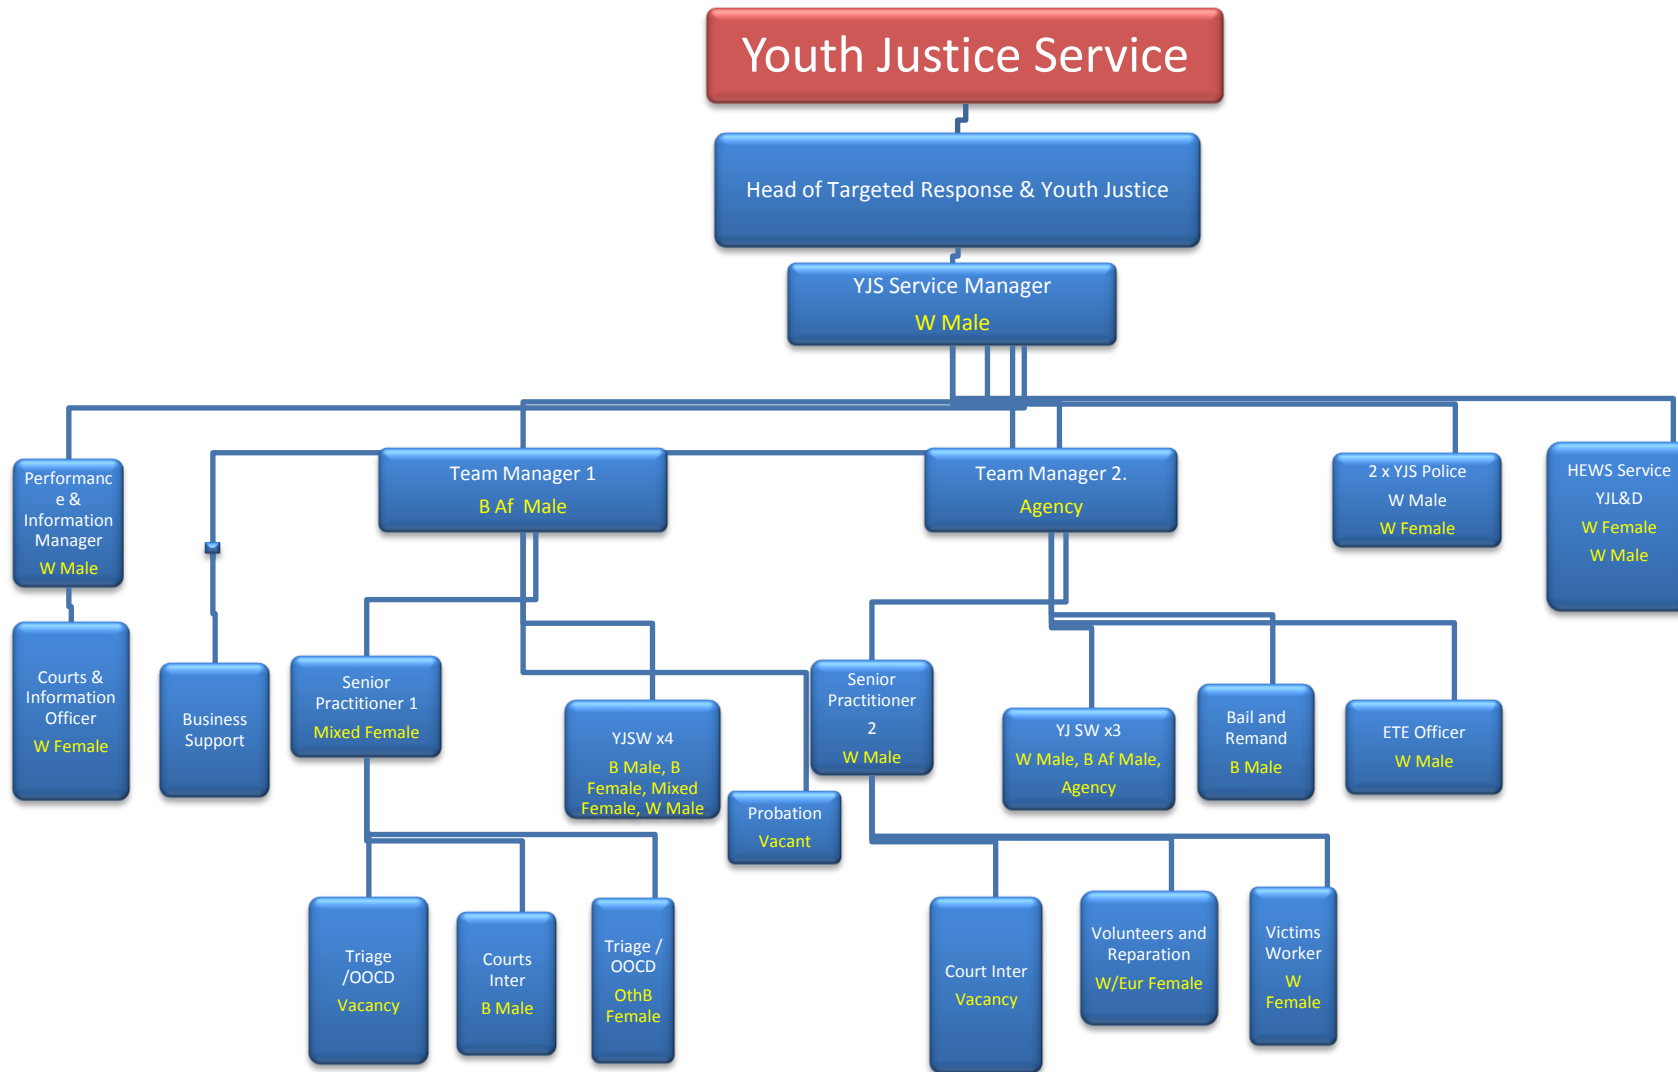 Youth Justice Service
Head of Targeted Response & Youth Justice
YJS Service Manager
W Male
Performanc
e &
Information
Manager
W Male
Team Manager 1
B Af  Male
Team Manager 2.
Agency
2 x YJS Police
W Male
W Female
HEWS Service
YJL&D
W Female
W Male
Courts &
Information
Officer
W Female
Business
Support
Senior
Practitioner 1
Mixed Female
YJSW x4
B Male, B
Female, Mixed
Female, W Male
Probation
Vacant
Senior
Practitioner
2
W Male
YJ SW x3
W Male, B Af Male,
Agency
Bail and
Remand
B Male
ETE Officer
W Male
Triage
/OOCD
Vacancy
Courts
Inter
B Male
Triage /
OOCD
OthB
Female
Court Inter
Vacancy
Volunteers and
Reparation
W/Eur Female
Victims
Worker
W
Female